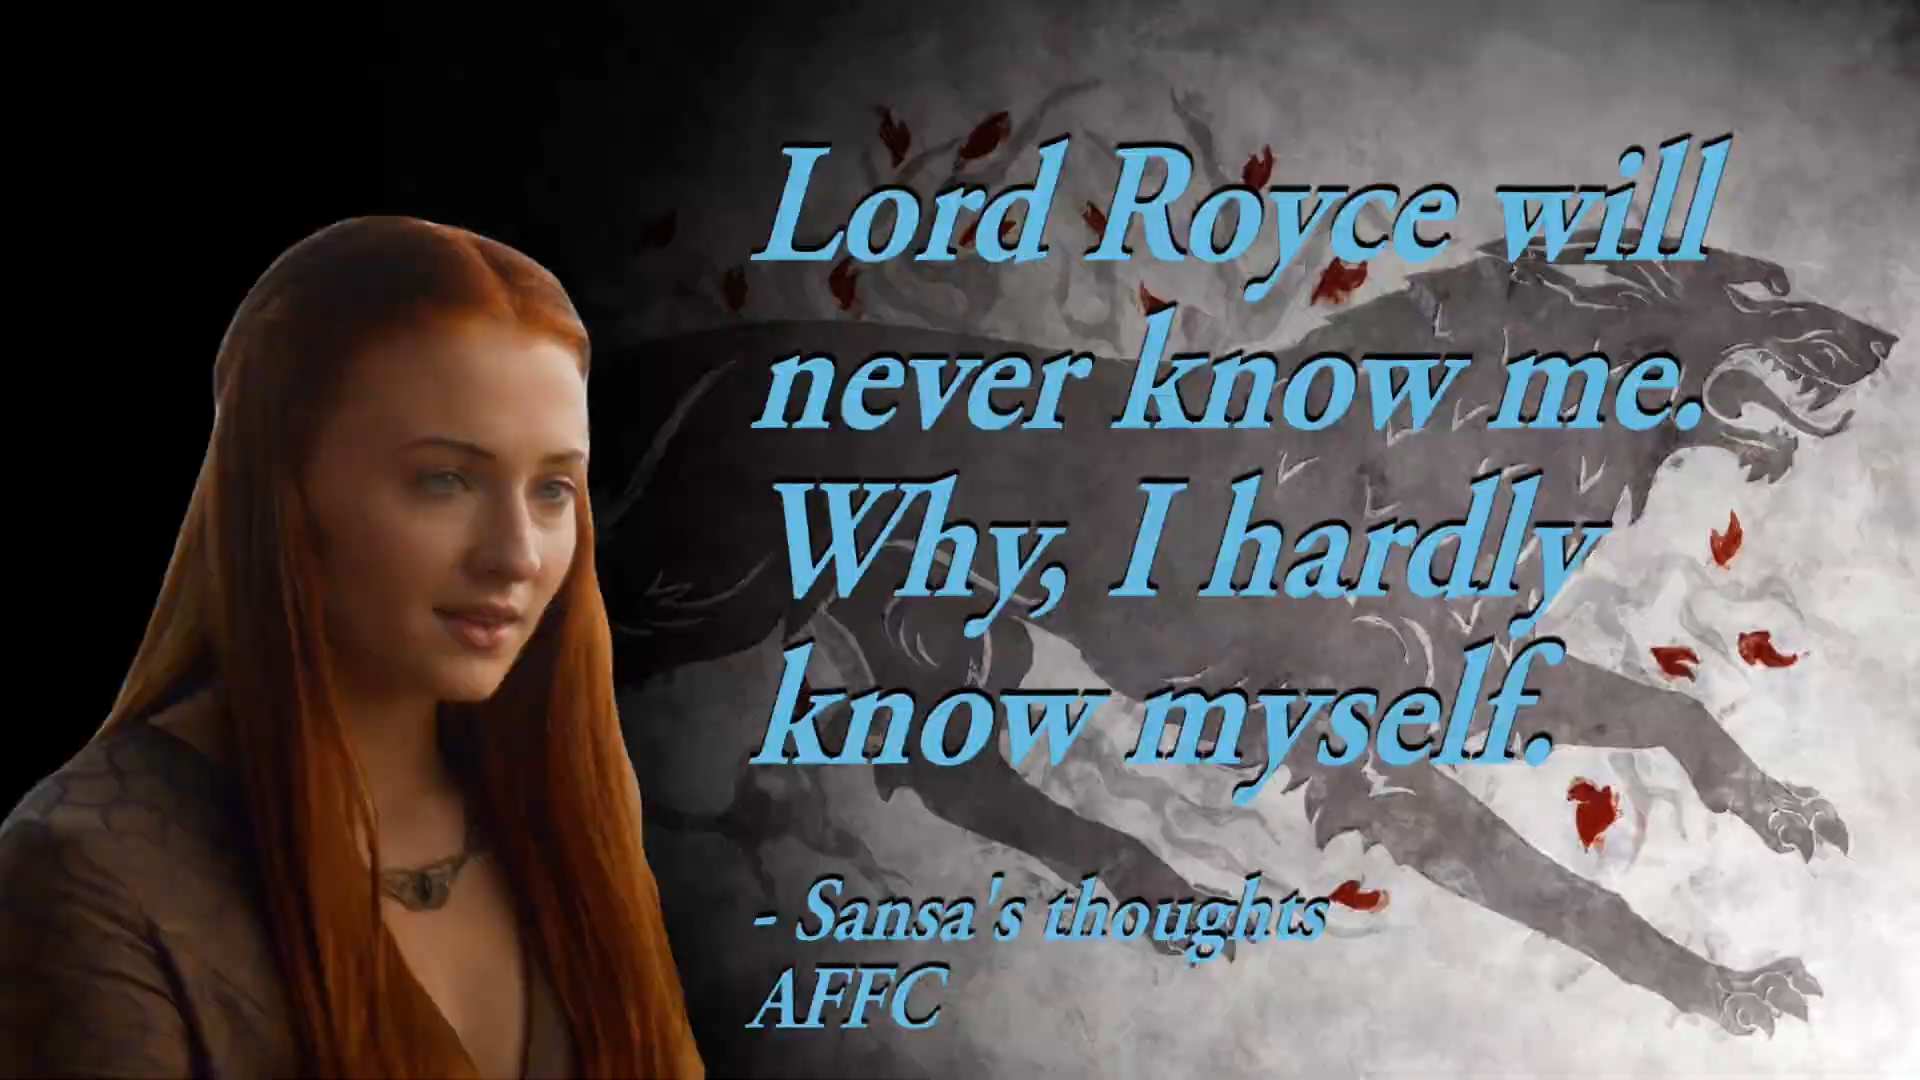 Lord Royce will
never know me.
Why, I hardly
know myself.
- Sansa's thoughts
AFFC